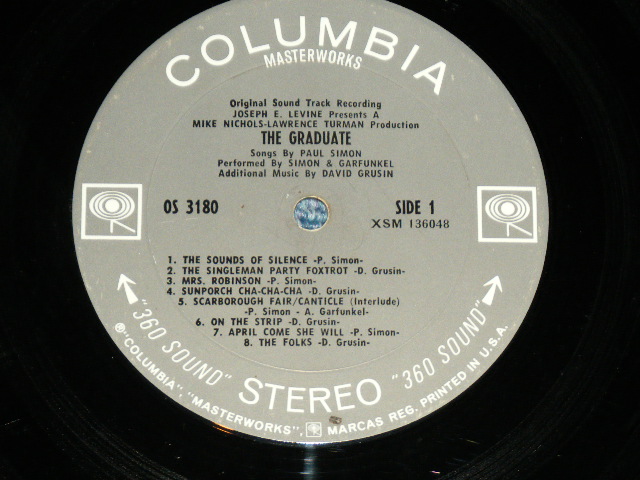 COLUMBIA
MASTERWORKS
Original Sound Track Recording
JOSEPH E. LEVINE Presents A
MIKE NICHOLS-LAWRENCE TURMAN Production
THE GRADUATE
Songs By PAUL SIMON
Performed By SIMON & GARFUNKEL
Additional Music By DAVID GRUSIN
OS 3180
SIDE 1
XSM 136048
1. THE SOUNDS OF SILENCE -P. Simon-
2. THE SINGLEMAN PARTY FOXTROT -D. Grusin-
3. MRS. ROBINSON -P. Simon-
4. SUNPORCH CHA-CHA-CHA -D. Grusin-
5. SCARBOROUGH FAIR/CANTICLE (Interlude)
-P. Simon - A. Garfunkel-
6. ON THE STRIP -D. Grusin-
7. APRIL COME SHE WILL -P. Simon-
8. THE FOLKS -D. Grusin-
"360 SOUND" STEREO "360 SOUND"
℗"COLUMBIA", "MASTERWORKS", MARCAS REG. PRINTED IN U.S.A.